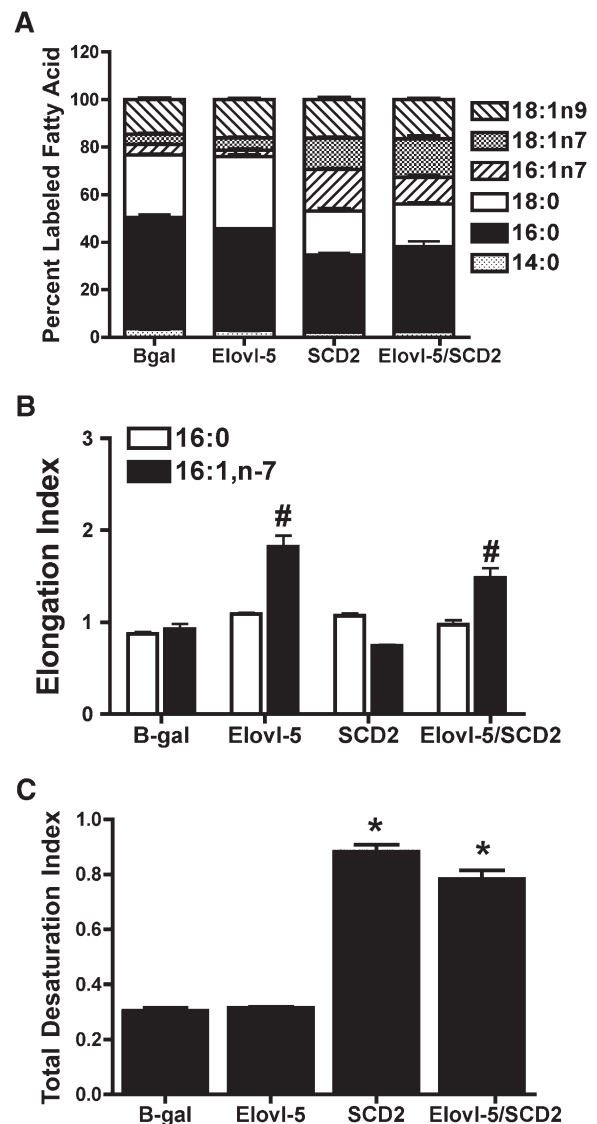 A
Percent Labeled Fatty Acid
120
100
80
60
40
20
0
Bgal Elovl-5 SCD2 Elovl-5/SCD2
18:1n9
18:1n7
16:1n7
18:0
16:0
14:0
B
Elongation Index
3
2
1
0
16:0
16:1,n-7
#
#
B-gal Elovl-5 SCD2 Elovl-5/SCD2
C
Total Desaturation Index
1.0
0.8
0.6
0.4
0.2
0.0
*
*
B-gal Elovl-5 SCD2 Elovl-5/SCD2